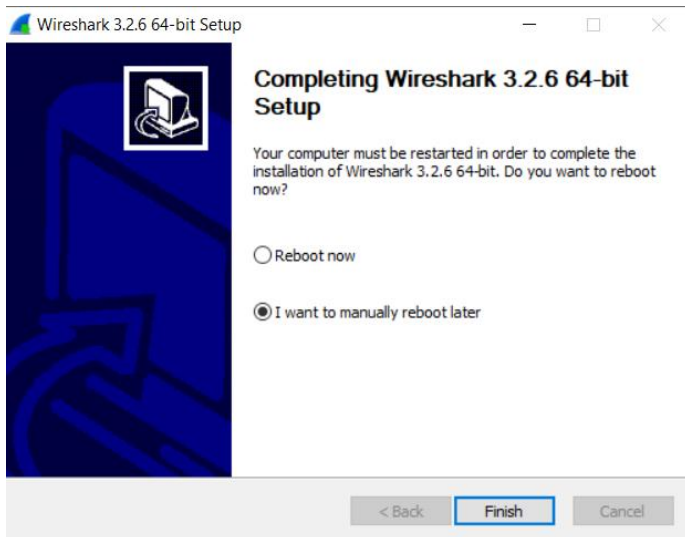 Wireshark 3.2.6 64-bit Setup
Completing Wireshark 3.2.6 64-bit
Setup
Your computer must be restarted in order to complete the
installation of Wireshark 3.2.6 64-bit. Do you want to reboot
now?
Reboot now
I want to manually reboot later
< Back Finish Cancel